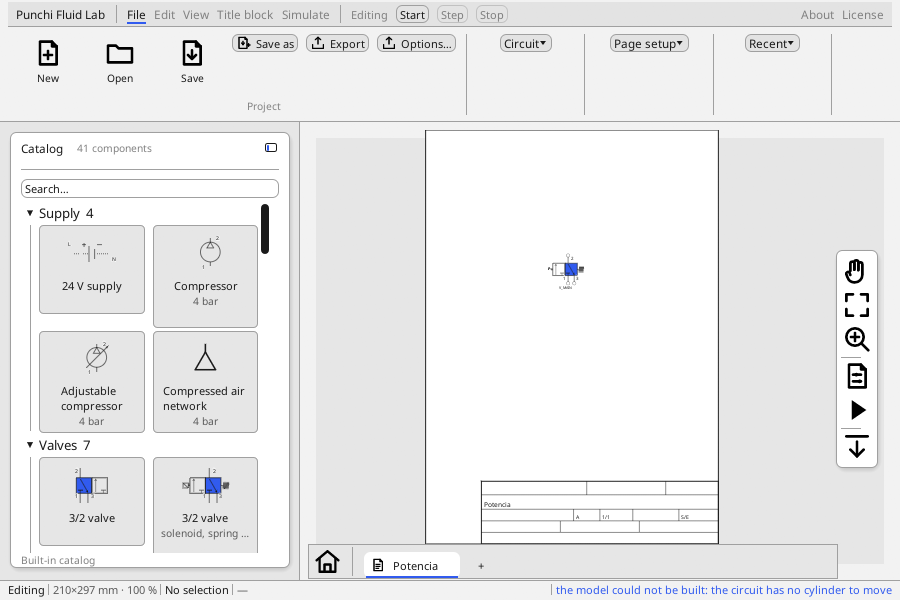 Punchi Fluid Lab File Edit View Title block Simulate Editing Start Step Stop About License
New Open Save Save as Export Options... Circuit Page setup Recent
Project
Catalog 41 components
Search...
Supply 4
24 V supply
Compressor
4 bar
Adjustable compressor
4 bar
Compressed air network
4 bar
Valves 7
3/2 valve
3/2 valve
solenoid, spring ...
Built-in catalog
Potencia
A 1/1 S/E
Potencia +
Editing 210×297 mm · 100 % No selection — the model could not be built: the circuit has no cylinder to move